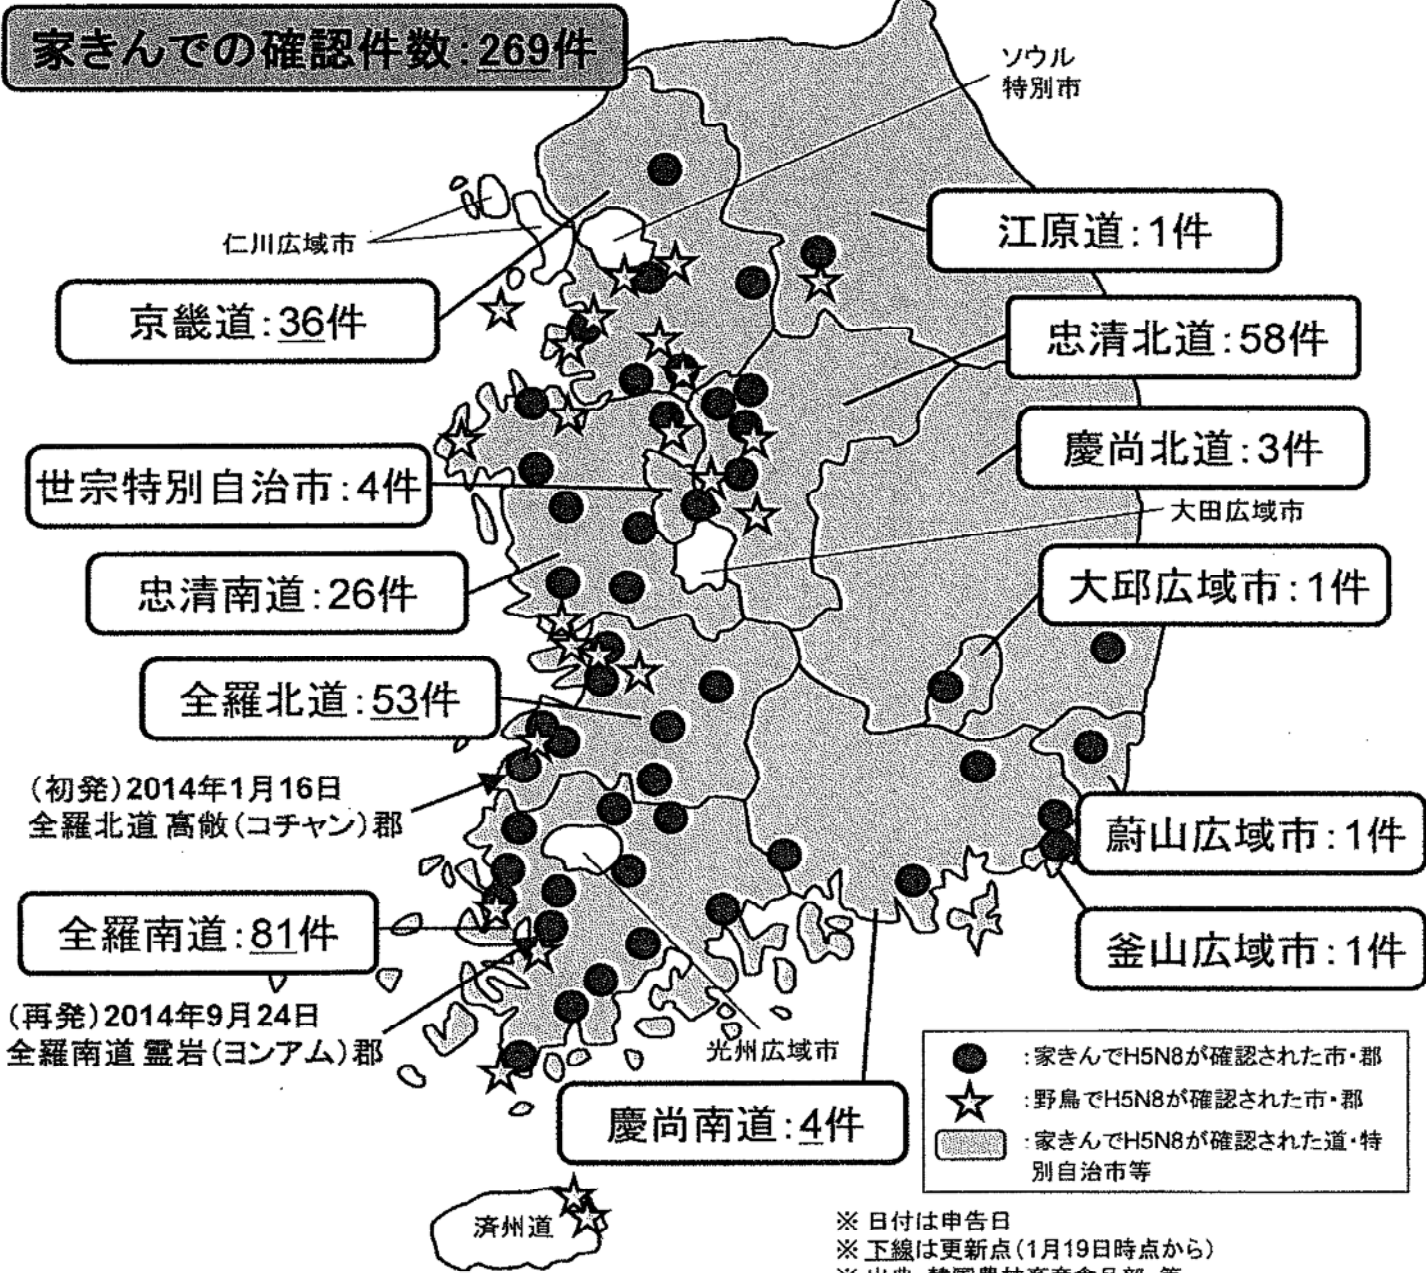 家きんでの確認件数：269件
ソウル
特別市
仁川広域市
江原道：1件
京畿道：36件
忠清北道：58件
慶尚北道：3件
世宗特別自治市：4件
大田広域市
忠清南道：26件
大邱広域市：1件
全羅北道：53件
（初発）2014年1月16日
全羅北道 高敞（コチャン）郡
蔚山広域市：1件
全羅南道：81件
釜山広域市：1件
（再発）2014年9月24日
全羅南道 霊岩（ヨンアム）郡
光州広域市
慶尚南道：4件
：家きんでH5N8が確認された市・郡
：野鳥でH5N8が確認された市・郡
：家きんでH5N8が確認された道・特
別自治市等
済州道
※ 日付は申告日
※ 下線は更新点（1月19日時点から）